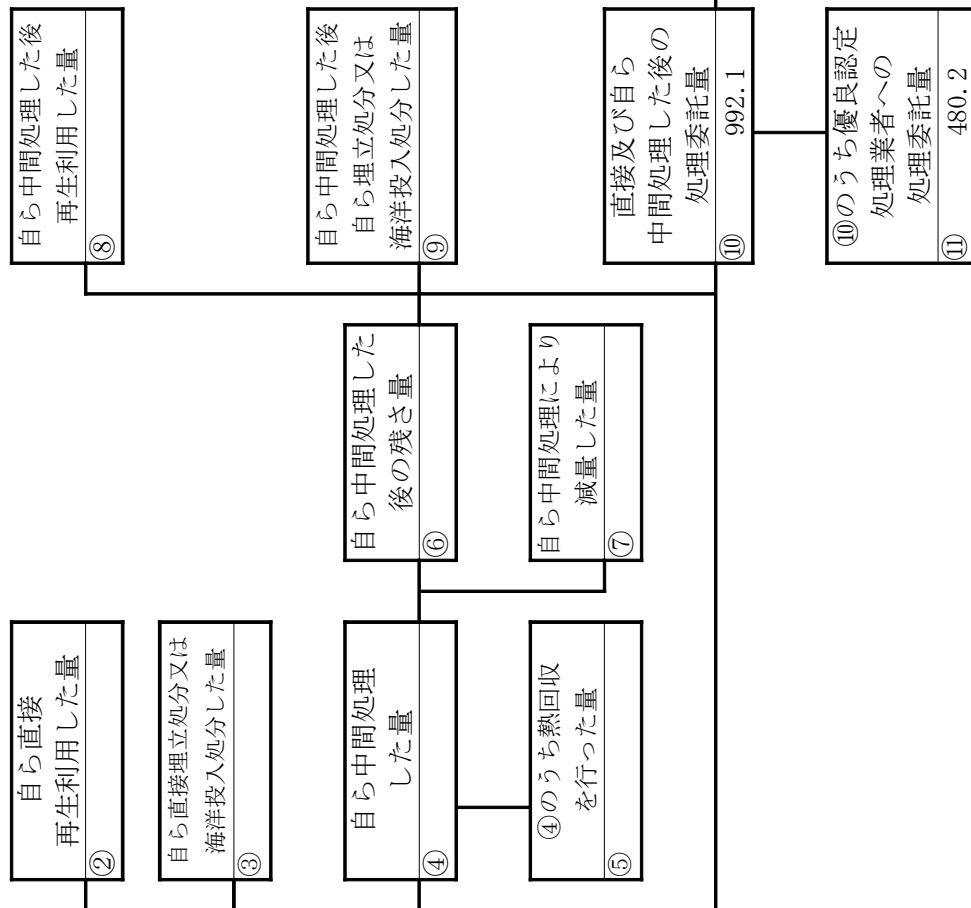 自ら直接
再生利用した量
②
自ら直接埋立処分又は
海洋投入処分した量
③
自ら中間処理
した量
④
④のうち熱回収
を行った量
⑤
自ら中間処理した
後の残さ量
⑥
自ら中間処理により
減量した量
⑦
自ら中間処理した後
再生利用した量
⑧
自ら中間処理した後
自ら埋立処分又は
海洋投入処分した量
⑨
直接及び自ら
中間処理した後の
処理委託量
⑩ 992.1
⑩のうち優良認定
処理業者への
処理委託量
⑪ 480.2